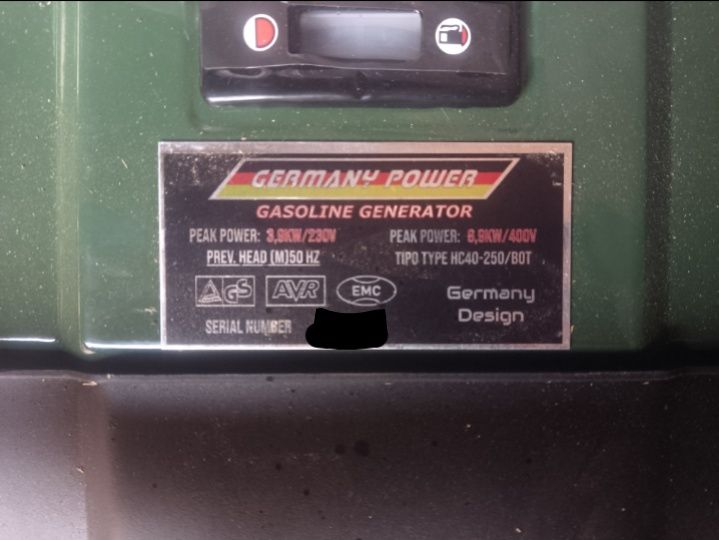 GERMANY POWER
GASOLINE GENERATOR
PEAK POWER: 3,9KW/230V PEAK POWER: 6,9KW/400V
PREV. HEAD (M)50 HZ TIPO TYPE HC40-250/BOT
GS AVR EMC Germany
Design
SERIAL NUMBER